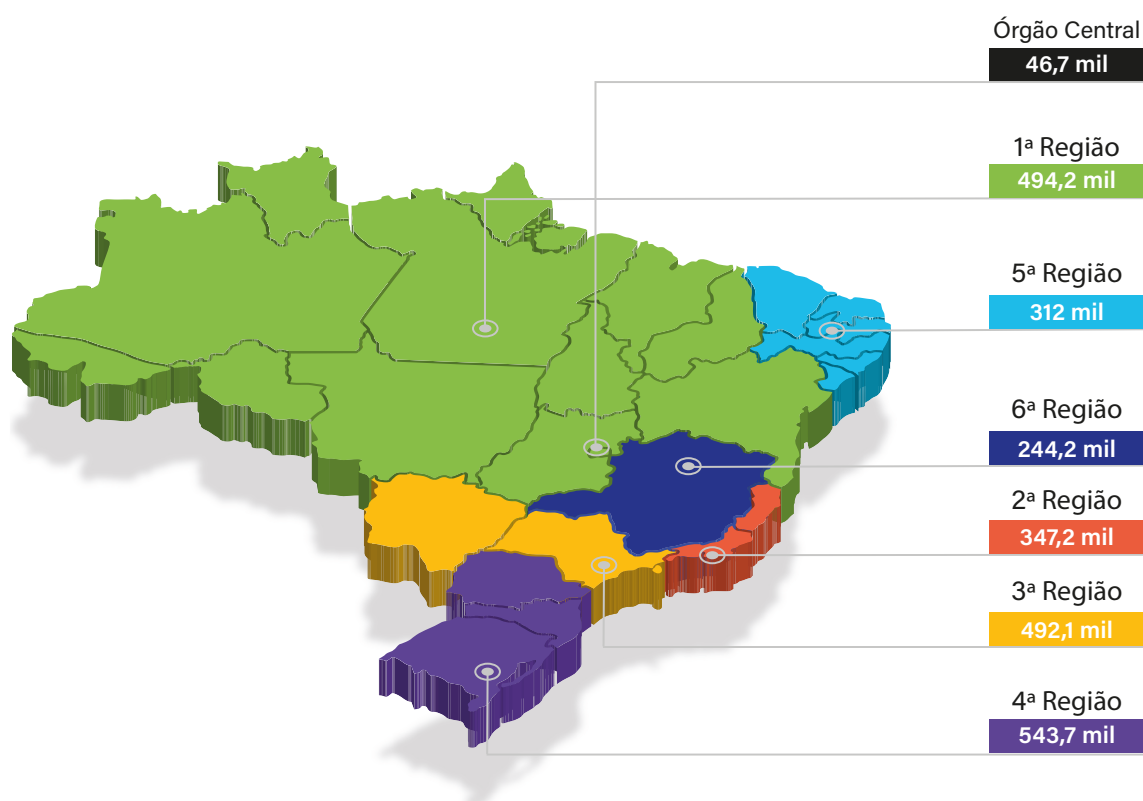 Órgão Central
46,7 mil
1ª Região
494,2 mil
5ª Região
312 mil
6ª Região
244,2 mil
2ª Região
347,2 mil
3ª Região
492,1 mil
4ª Região
543,7 mil